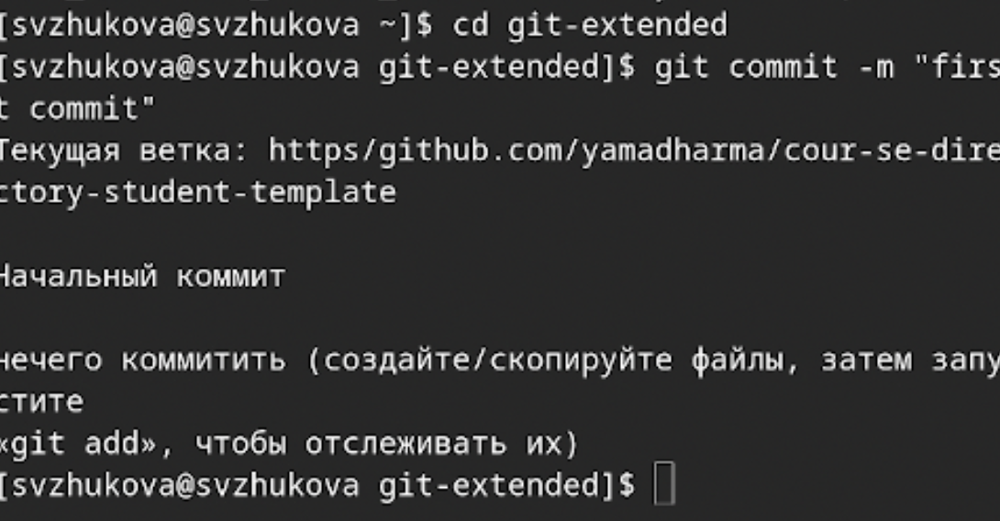 [svzhukova@svzhukova ~]$ cd git-extended
[svzhukova@svzhukova git-extended]$ git commit -m "firs
t commit"
Текущая ветка: https/github.com/yamadharma/cour-se-dire
ctory-student-template
Начальный коммит
нечего коммитить (создайте/скопируйте файлы, затем запу
стите
«git add», чтобы отслеживать их)
[svzhukova@svzhukova git-extended]$